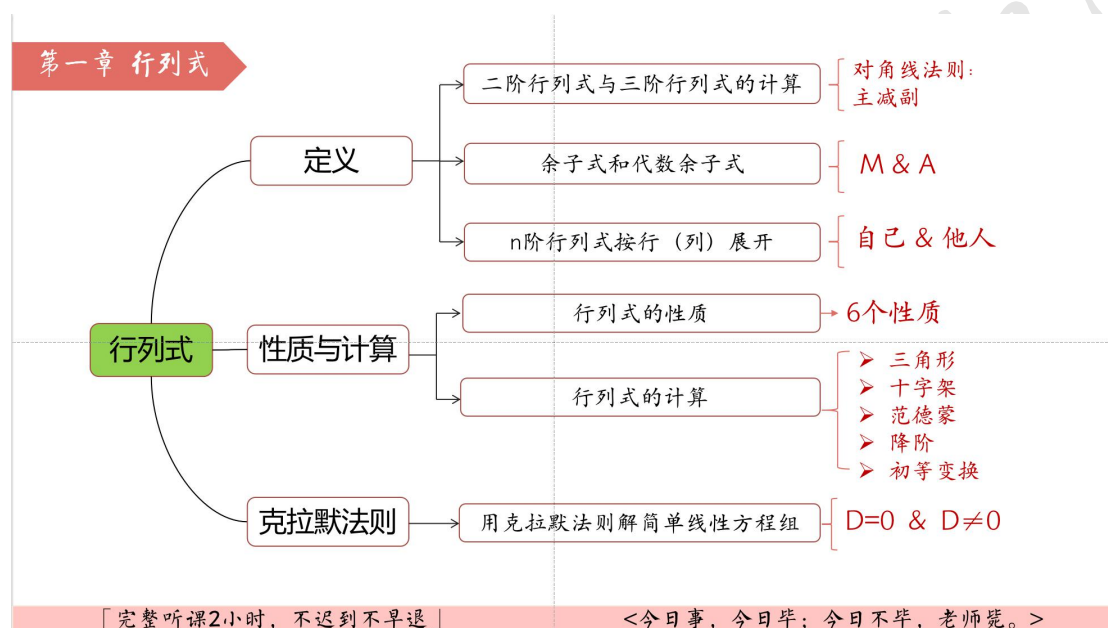 第一章 行列式
二阶行列式与三阶行列式的计算
对角线法则:
主减副
定义
余子式和代数余子式
M & A
n阶行列式按行（列）展开
自己 & 他人
行列式
性质与计算
行列式的性质
6个性质
行列式的计算
➢ 三角形
➢ 十字架
➢ 范德蒙
➢ 降阶
➢ 初等变换
克拉默法则
用克拉默法则解简单线性方程组
D=0 & D≠0
「完整听课2小时，不迟到不早退」
<今日事，今日毕；今日不毕，老师毙。>